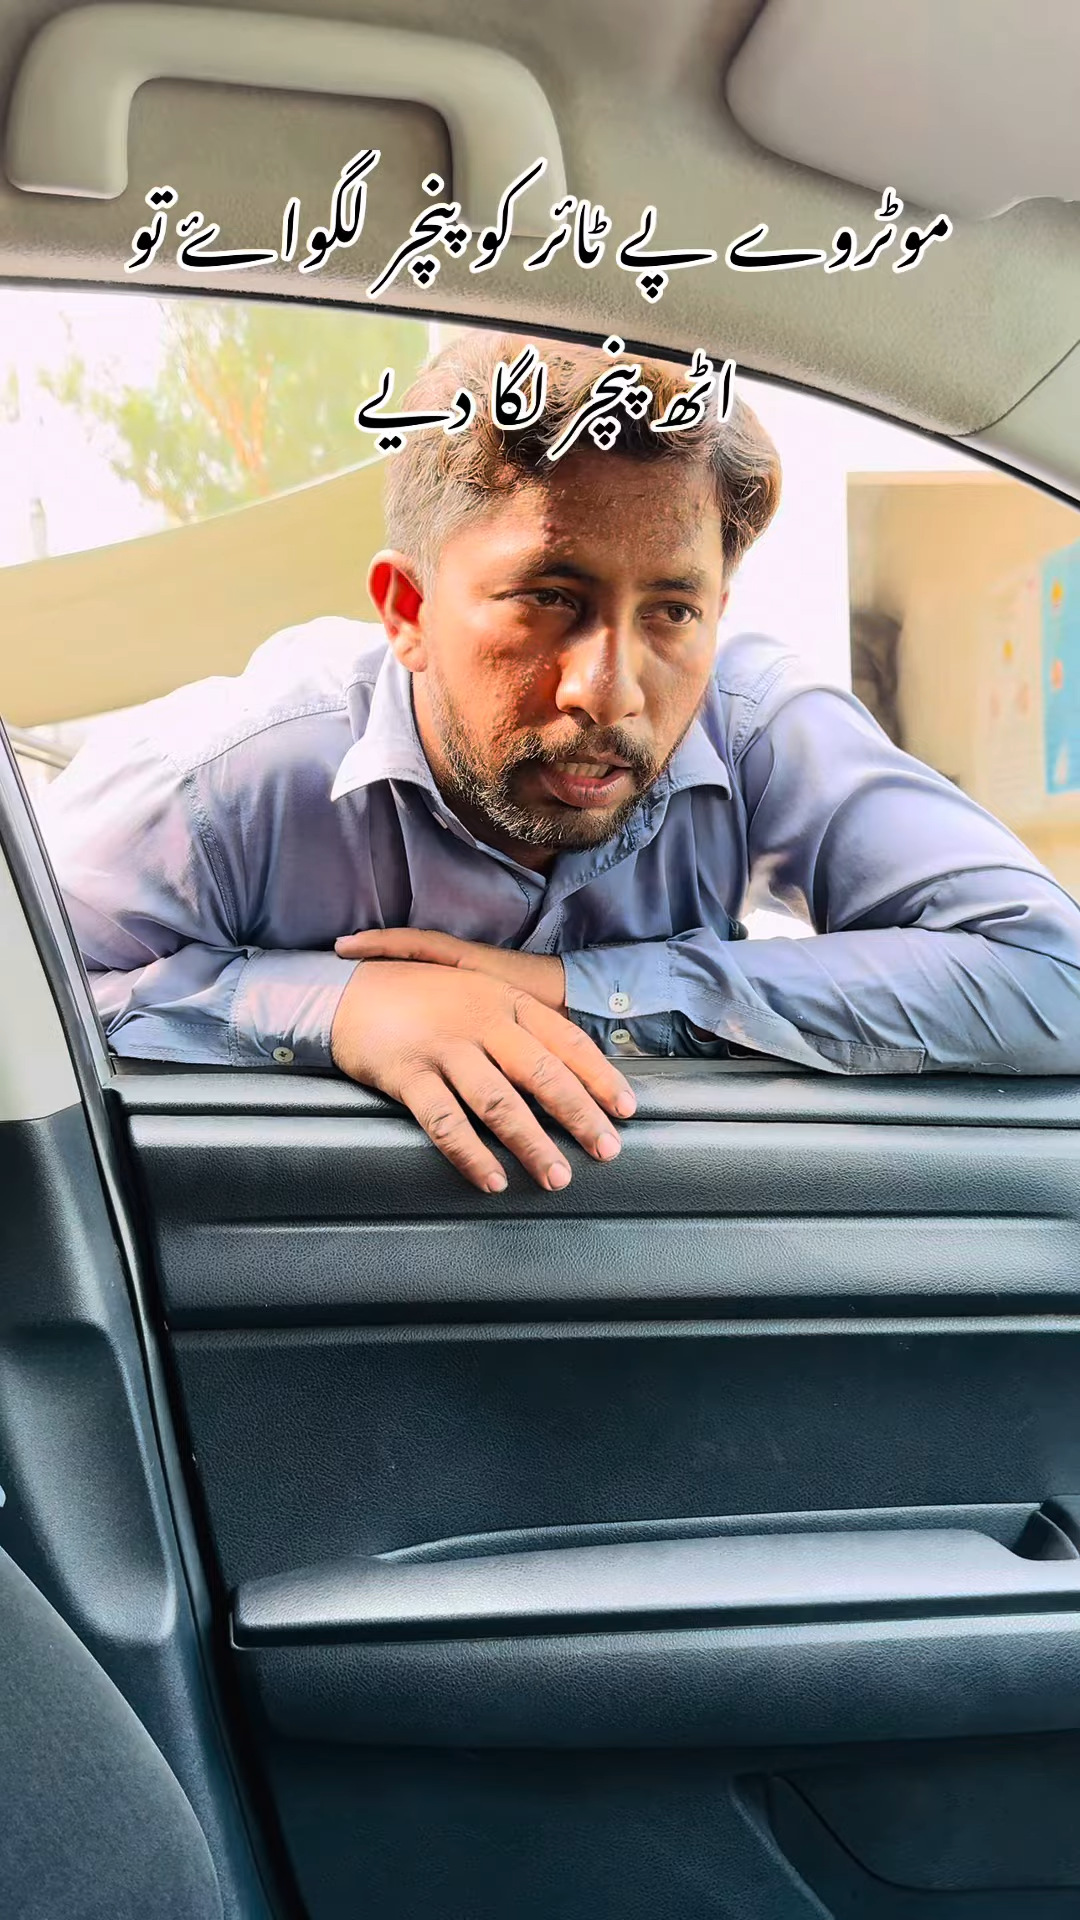 موٹروے پے ٹائر کو پنچر لگوائے تو
اٹھ پنچر لگا دیے